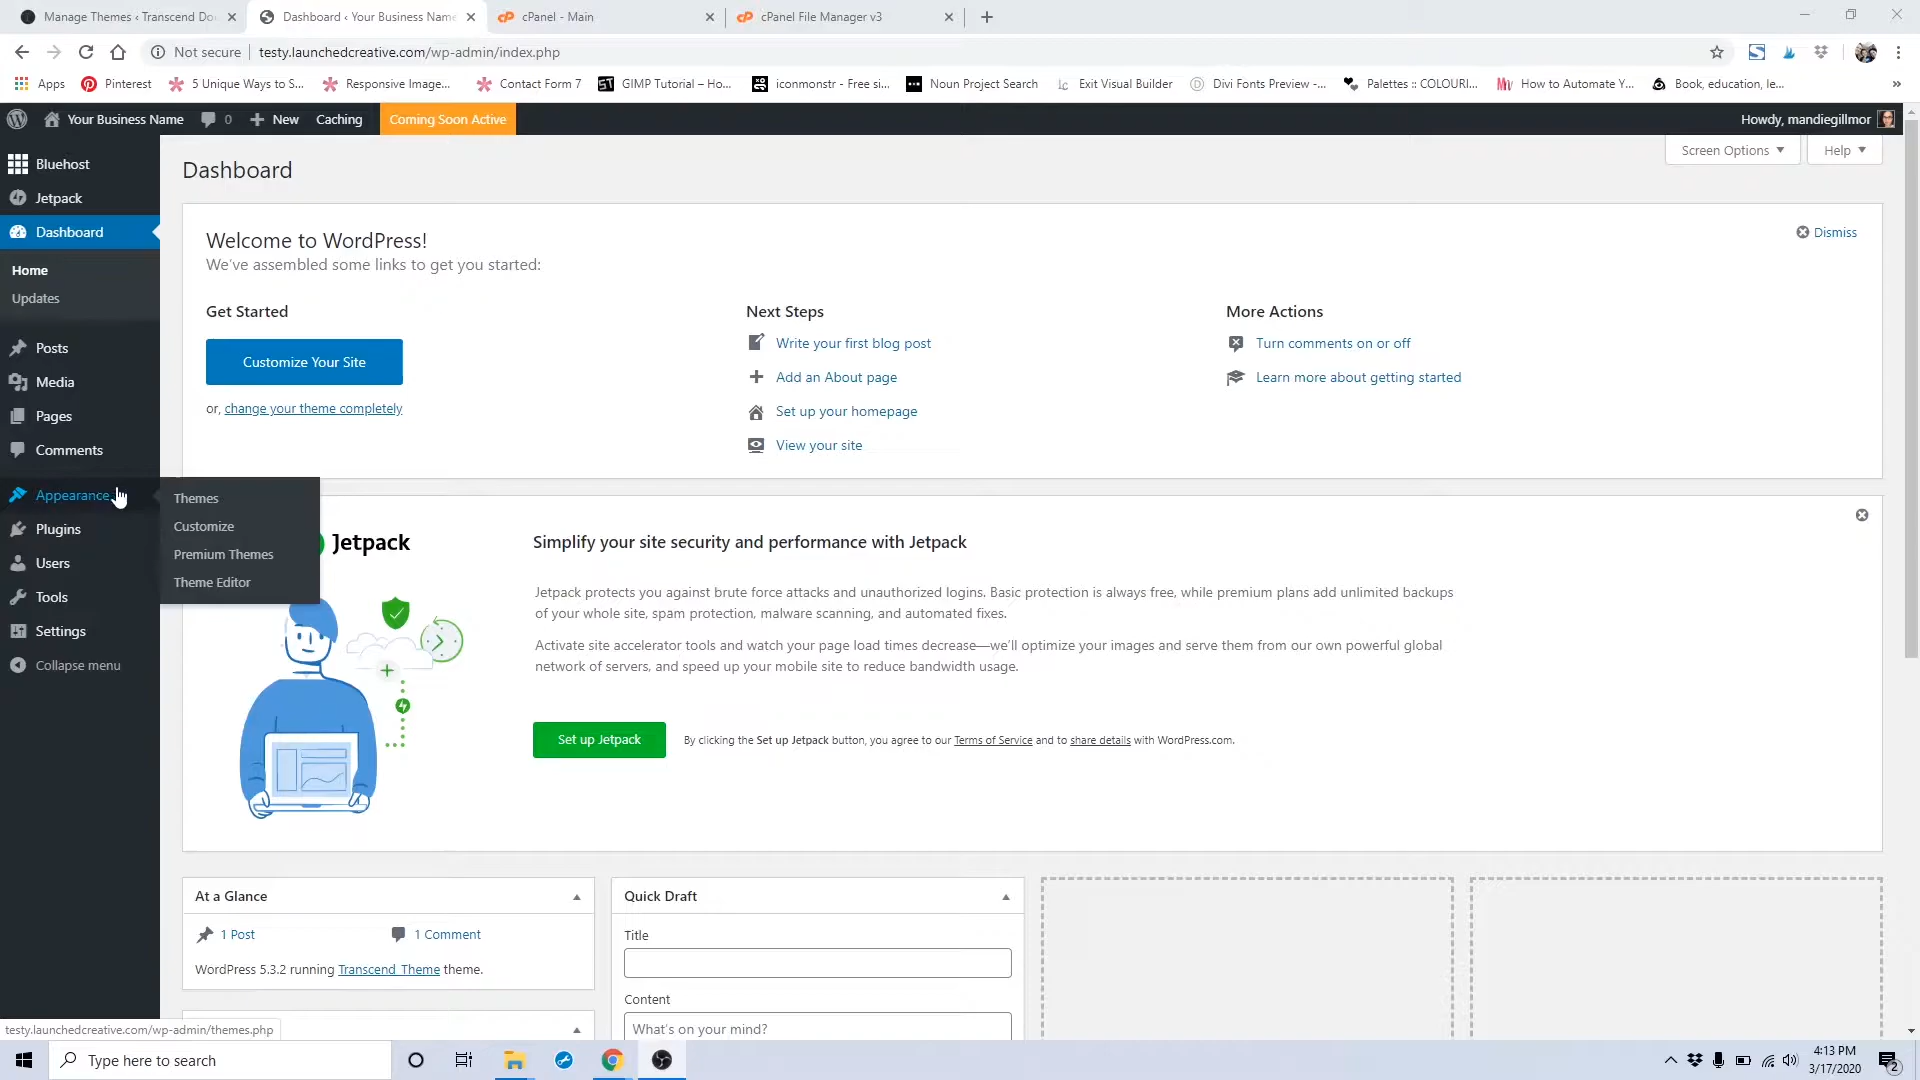 Manage Themes ‹ Transcend Do
Dashboard ‹ Your Business Name
cPanel - Main
cPanel File Manager v3
Not secure
testy.launchedcreative.com/wp-admin/index.php
Apps
Pinterest
5 Unique Ways to S...
Responsive Image...
Contact Form 7
GIMP Tutorial – Ho...
iconmonstr - Free si...
Noun Project Search
Exit Visual Builder
Divi Fonts Preview -...
Palettes :: COLOURl...
How to Automate Y...
Book, education, le...
»
Your Business Name
0
New
Caching
Coming Soon Active
Howdy, mandiegillmor
Screen Options
Help
Bluehost
Jetpack
Dashboard
Home
Updates
Posts
Media
Pages
Comments
Appearance
Plugins
Users
Tools
Settings
Collapse menu
Themes
Customize
Premium Themes
Theme Editor
Dashboard
Welcome to WordPress!
We've assembled some links to get you started:
Dismiss
Get Started
Customize Your Site
or, change your theme completely
Next Steps
Write your first blog post
Add an About page
Set up your homepage
View your site
More Actions
Turn comments on or off
Learn more about getting started
Jetpack
Simplify your site security and performance with Jetpack
Jetpack protects you against brute force attacks and unauthorized logins. Basic protection is always free, while premium plans add unlimited backups
of your whole site, spam protection, malware scanning, and automated fixes.
Activate site accelerator tools and watch your page load times decrease—we'll optimize your images and serve them from our own powerful global
network of servers, and speed up your mobile site to reduce bandwidth usage.
Set up Jetpack
By clicking the Set up Jetpack button, you agree to our Terms of Service and to share details with WordPress.com.
At a Glance
1 Post
1 Comment
WordPress 5.3.2 running Transcend Theme theme.
Quick Draft
Title
Content
What's on your mind?
testy.launchedcreative.com/wp-admin/themes.php
Type here to search
4:13 PM
3/17/2020
2